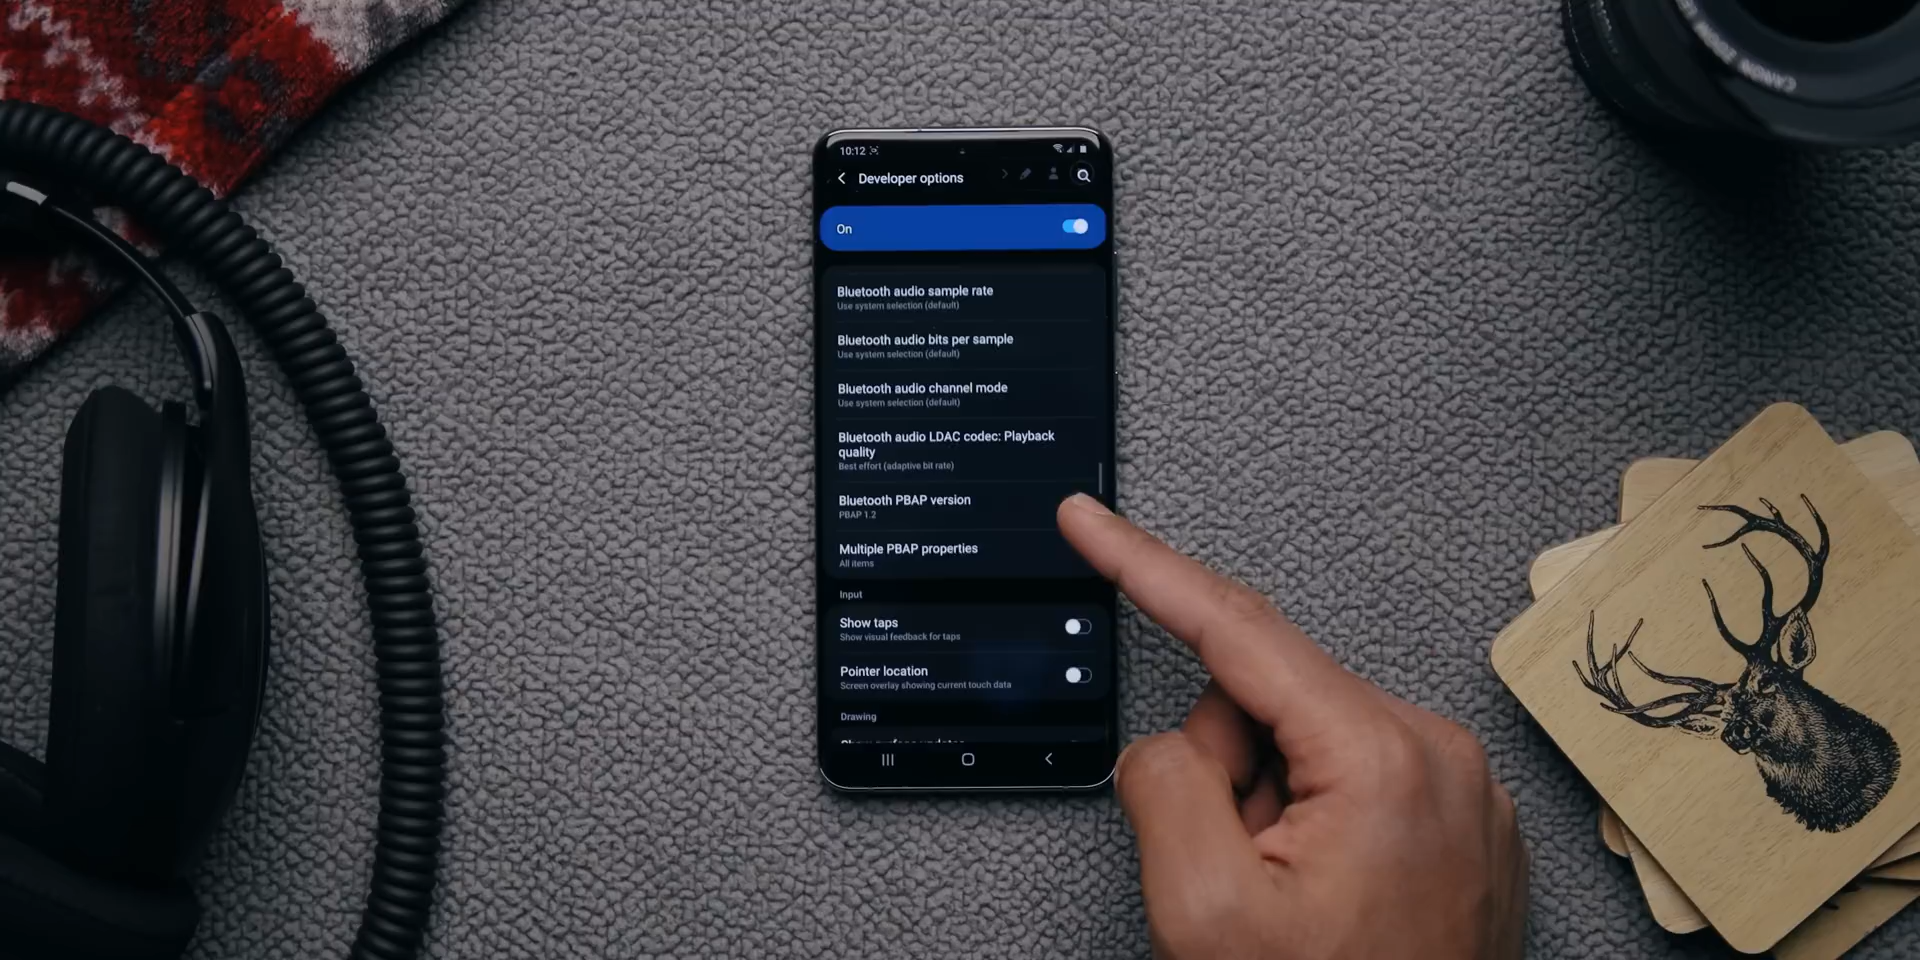 10:12
Developer options
On
Bluetooth audio sample rate
Use system selection (default)
Bluetooth audio bits per sample
Use system selection (default)
Bluetooth audio channel mode
Use system selection (default)
Bluetooth audio LDAC codec: Playback
quality
Best effort (adaptive bit rate)
Bluetooth PBAP version
PBAP 1.2
Multiple PBAP properties
All items
Input
Show taps
Show visual feedback for taps
Pointer location
Screen overlay showing current touch data
Drawing
CANON